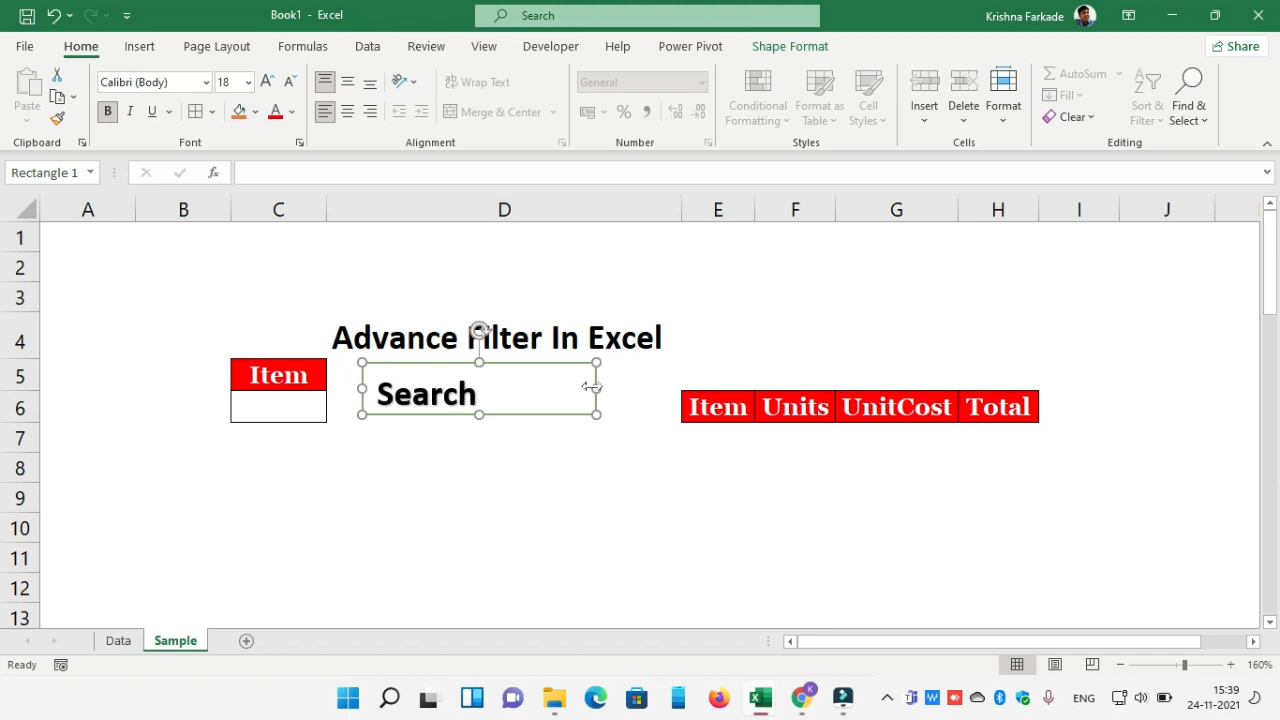 Book1 - Excel
Search
Krishna Farkade
File Home Insert Page Layout Formulas Data Review View Developer Help Power Pivot Shape Format Share
Paste
Clipboard
Calibri (Body) 18
B I U
Font
Wrap Text
Merge & Center
Alignment
General
Number
Conditional Formatting
Format as Table
Cell Styles
Styles
Insert Delete Format
Cells
AutoSum
Fill
Clear
Sort & Filter
Find & Select
Editing
Rectangle 1
fx
A B C D E F G H I J
1
2
3
4 Advance Filter In Excel
5 Item
Search
6 Item Units UnitCost Total
7
8
9
10
11
12
13
Data Sample
Ready
160%
ENG
15:39
24-11-2021